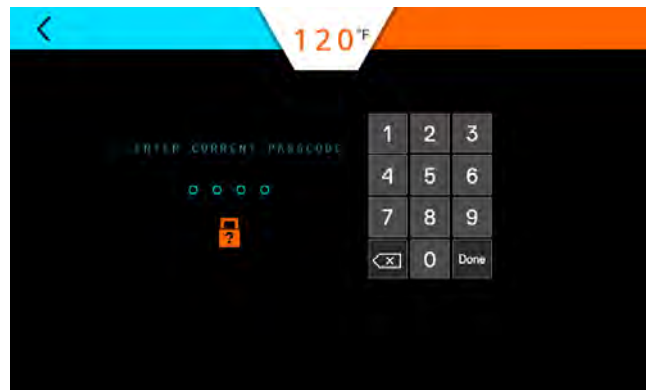 120°F
ENTER CURRENT PASSCODE
1 2 3
4 5 6
7 8 9
0 Done
?